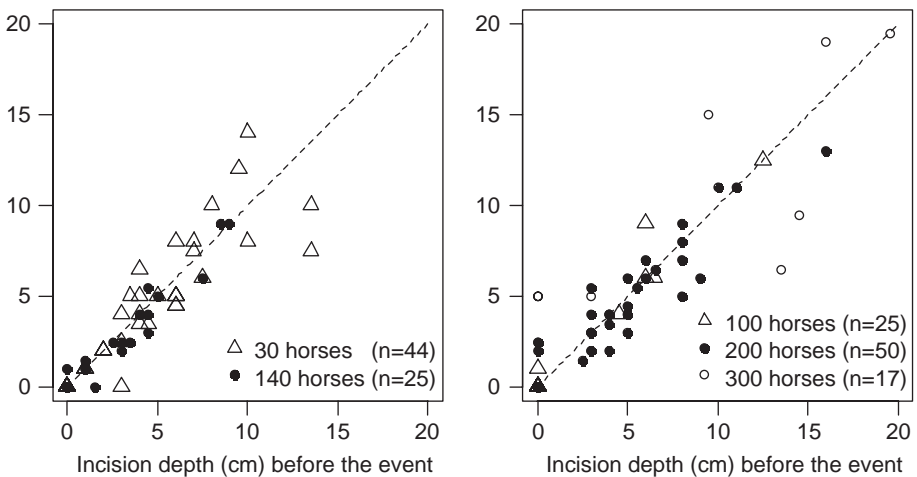 20
15
10
5
0
30 horses (n=44)
140 horses (n=25)
0 5 10 15 20
Incision depth (cm) before the event
20
15
10
5
0
100 horses (n=25)
200 horses (n=50)
300 horses (n=17)
0 5 10 15 20
Incision depth (cm) before the event